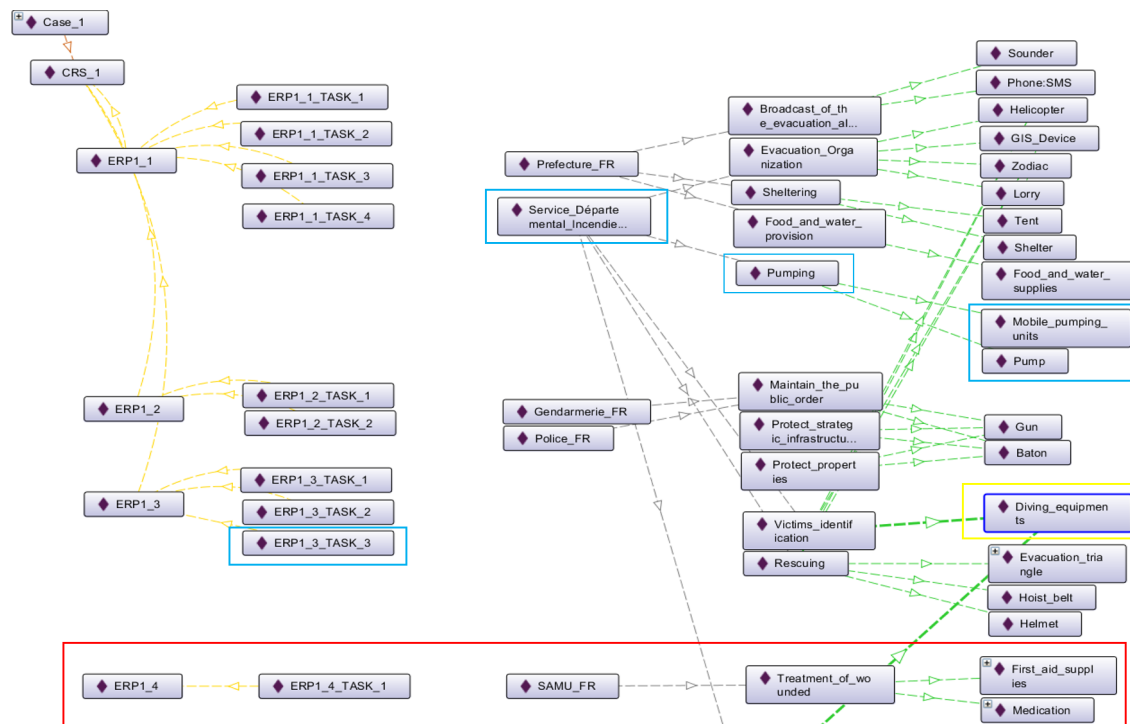 Case_1
CRS_1
ERP1_1
ERP1_1_TASK_1
ERP1_1_TASK_2
ERP1_1_TASK_3
ERP1_1_TASK_4
ERP1_2
ERP1_2_TASK_1
ERP1_2_TASK_2
ERP1_3
ERP1_3_TASK_1
ERP1_3_TASK_2
ERP1_3_TASK_3
ERP1_4
ERP1_4_TASK_1
Prefecture_FR
Service_Départe
mental_Incendie...
Gendarmerie_FR
Police_FR
SAMU_FR
Broadcast_of_th
e_evacuation_al...
Evacuation_Orga
nization
Sheltering
Food_and_water_
provision
Pumping
Maintain_the_pu
blic_order
Protect_strateg
ic_infrastructu...
Protect_propert
ies
Victims_identif
ication
Rescuing
Treatment_of_wo
unded
Sounder
Phone:SMS
Helicopter
GIS_Device
Zodiac
Lorry
Tent
Shelter
Food_and_water_
supplies
Mobile_pumping_
units
Pump
Gun
Baton
Diving_equipmen
ts
Evacuation_tria
ngle
Hoist_belt
Helmet
First_aid_suppl
ies
Medication